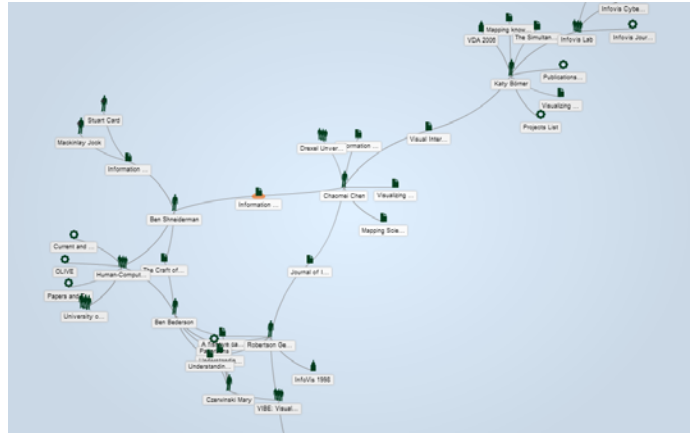 Infovis Cybe...
Mapping know...
VDA 2006
The Simultan...
Infovis Lab
Infovis Jour...
Katy Börner
Publications...
Visualizing ...
Projects List
Stuart Card
Mackinlay Jock
Information ...
Drexel Univer...
ormation ...
Visual Inter...
Chaomei Chen
Visualizing ...
Information ...
Mapping Scie...
Ben Shneiderman
Current and ...
OLIVE
Human-Comput...
The Craft of...
Journal of I...
Papers and
University o...
Ben Bederson
Robertson Ge...
Understandin...
InfoVis 1998
Czerwinski Mary
VIBE: Visual...